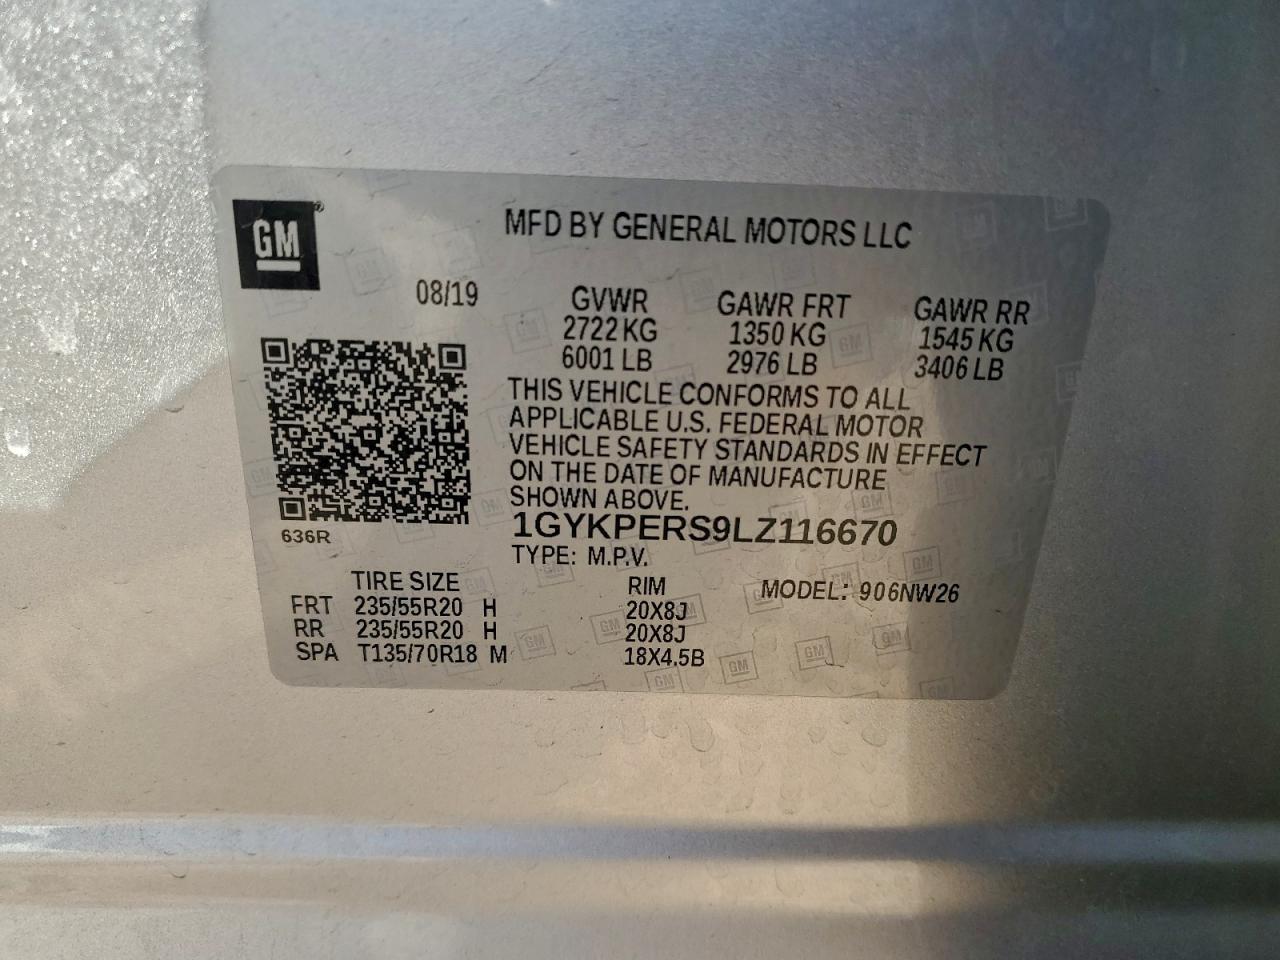 GM®
MFD BY GENERAL MOTORS LLC
08/19
GVWR GAWR FRT GAWR RR
2722 KG 1350 KG 1545 KG
6001 LB 2976 LB 3406 LB
THIS VEHICLE CONFORMS TO ALL
APPLICABLE U.S. FEDERAL MOTOR
VEHICLE SAFETY STANDARDS IN EFFECT
ON THE DATE OF MANUFACTURE
SHOWN ABOVE.
1GYKPERS9LZ116670
636R
TYPE: M.P.V.
TIRE SIZE RIM MODEL: 906NW26
FRT 235/55R20 H 20X8J
RR 235/55R20 H 20X8J
SPA T135/70R18 M 18X4.5B